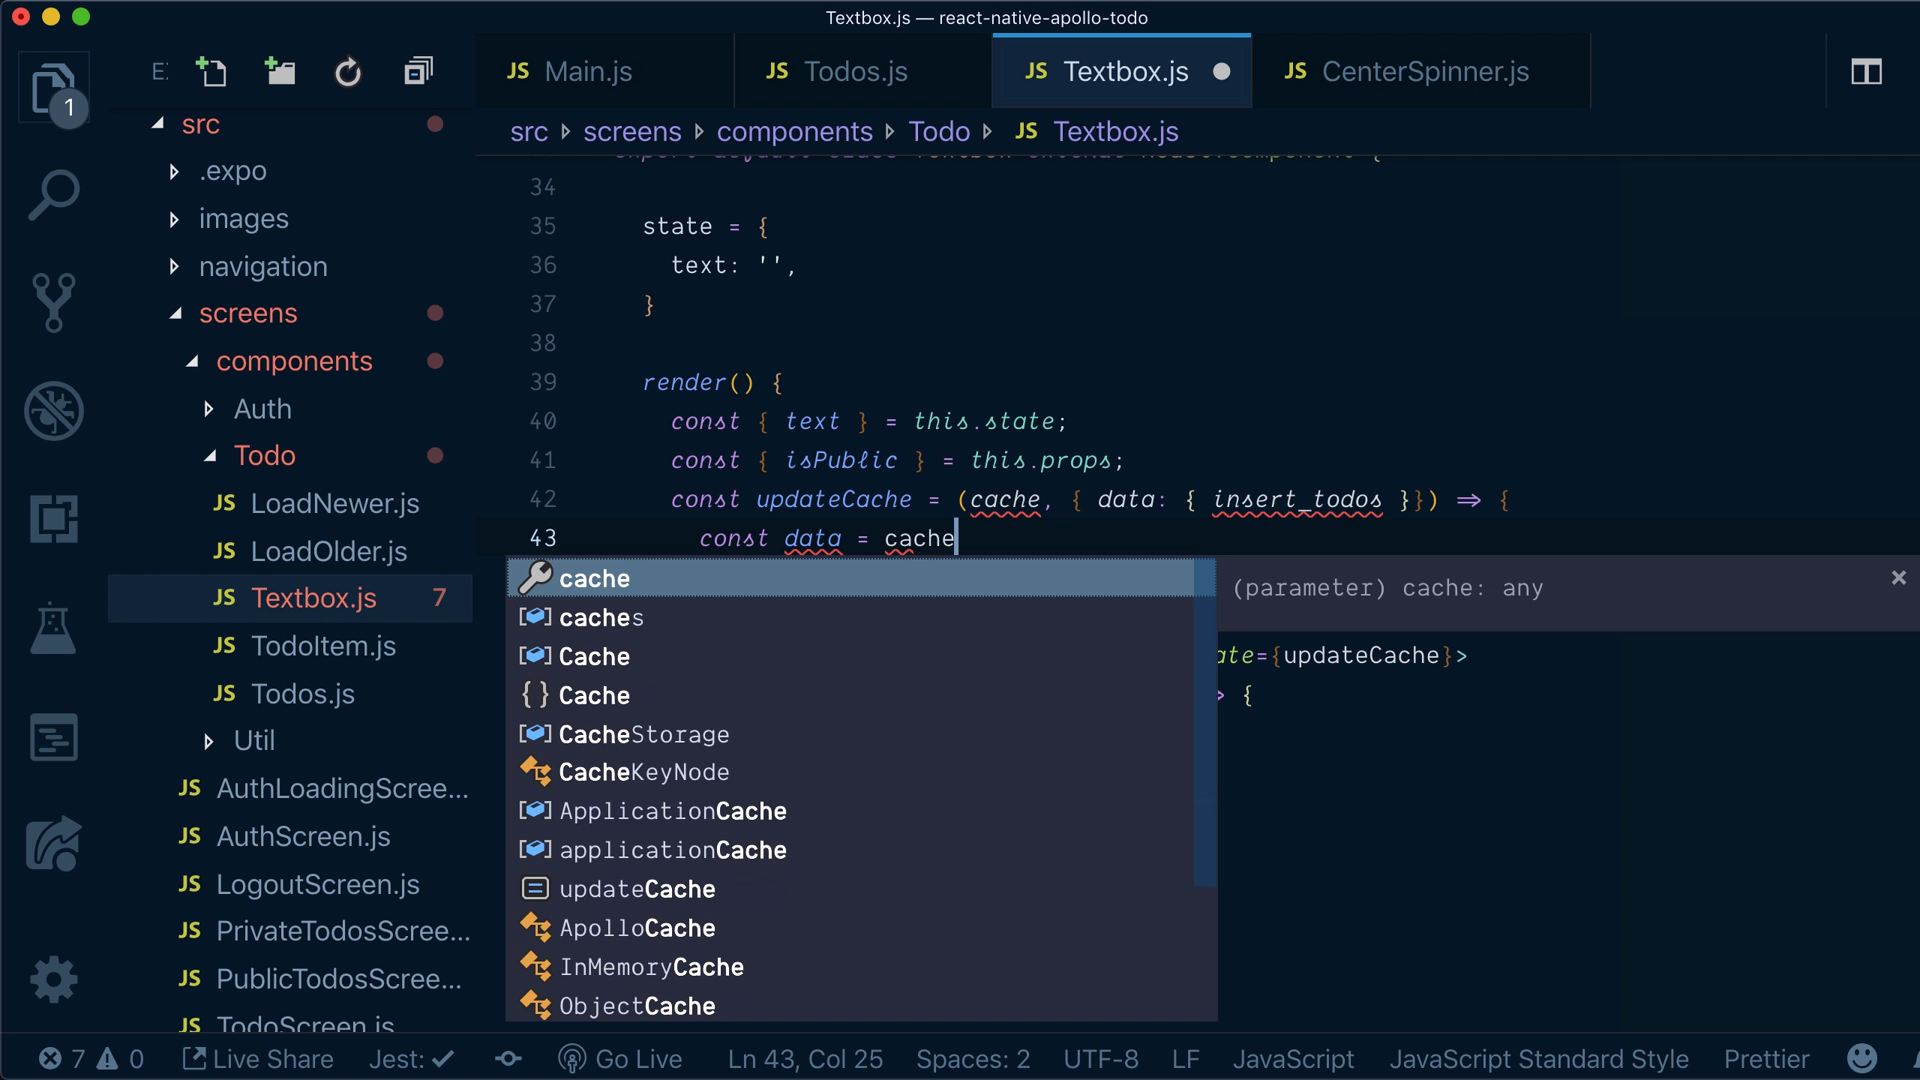 Textbox.js — react-native-apollo-todo
E:
JS Main.js
JS Todos.js
JS Textbox.js
JS CenterSpinner.js
1
src
.expo
images
navigation
screens
components
Auth
Todo
JS LoadNewer.js
JS LoadOlder.js
JS Textbox.js 7
JS TodoItem.js
JS Todos.js
Util
JS AuthLoadingScree...
JS AuthScreen.js
JS LogoutScreen.js
JS PrivateTodosScree...
JS PublicTodosScree...
JS TodoScreen.js
src screens components Todo JS Textbox.js
export default class Textbox extends React.Component {
34
35 state = {
36 text: '',
37 }
38
39 render() {
40 const { text } = this.state;
41 const { isPublic } = this.props;
42 const updateCache = (cache, { data: { insert_todos }}) => {
43 const data = cache
cache
caches
Cache
Cache
CacheStorage
CacheKeyNode
ApplicationCache
applicationCache
updateCache
ApolloCache
InMemoryCache
ObjectCache
(parameter) cache: any
ate={updateCache}>
> {
7 0 Live Share Jest: Go Live Ln 43, Col 25 Spaces: 2 UTF-8 LF JavaScript JavaScript Standard Style Prettier